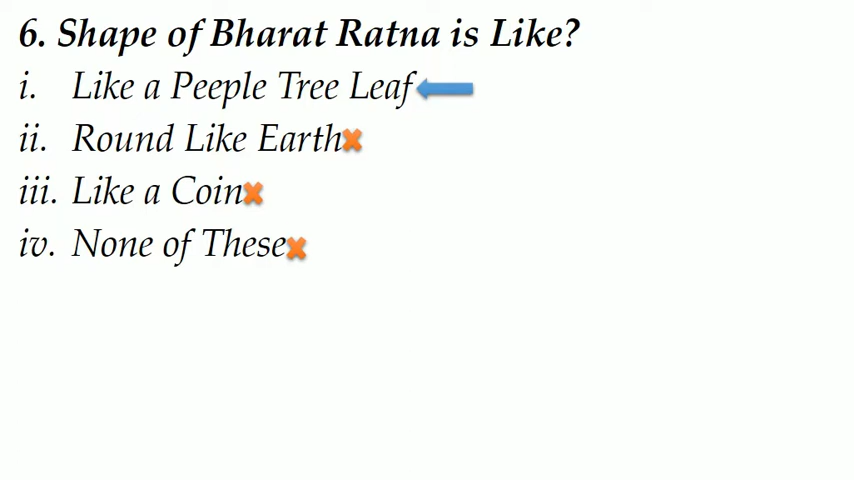 6. Shape of Bharat Ratna is Like?
i. Like a Peeple Tree Leaf
ii. Round Like Earth
iii. Like a Coin
iv. None of These